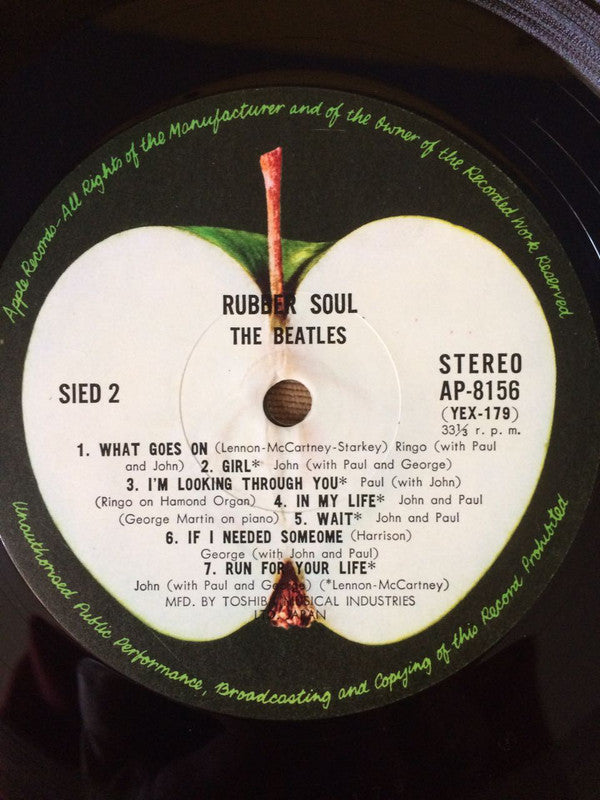 Apple Records-All Rights of the Manufacturer and of the Owner of the Recorded Work Reserved
RUBBER SOUL
THE BEATLES
STEREO
SIED 2
AP-8156
(YEX-179)
33⅓ r. p. m.
1. WHAT GOES ON (Lennon-McCartney-Starkey) Ringo (with Paul
and John) 2. GIRL* John (with Paul and George)
3. I'M LOOKING THROUGH YOU* Paul (with John)
(Ringo on Hamond Organ) 4. IN MY LIFE* John and Paul
(George Martin on piano) 5. WAIT* John and Paul
6. IF I NEEDED SOMEONE (Harrison)
George (with John and Paul)
7. RUN FOR YOUR LIFE*
John (with Paul and George) (*Lennon-McCartney)
MFD. BY TOSHIBA MUSICAL INDUSTRIES
LTD. JAPAN
Unauthorised Public Performance, Broadcasting and Copying of this Record Prohibited